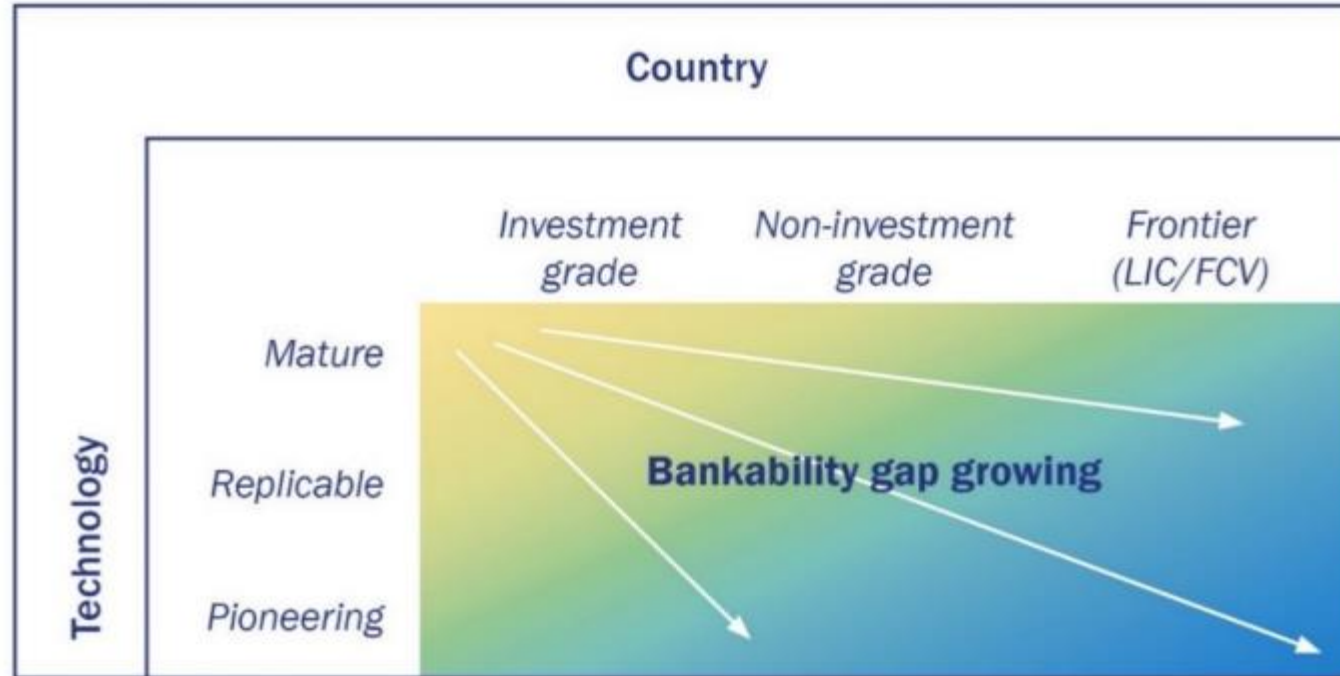 Country
Investment
grade
Non-investment
grade
Frontier
(LIC/FCV)
Technology
Mature
Replicable
Pioneering
Bankability gap growing